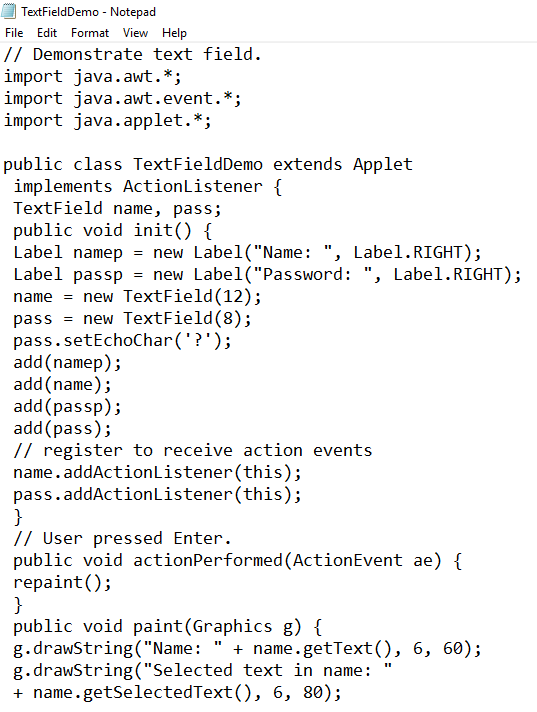 TextFieldDemo - Notepad
File Edit Format View Help
// Demonstrate text field.
import java.awt.*;
import java.awt.event.*;
import java.applet.*;

public class TextFieldDemo extends Applet
 implements ActionListener {
 TextField name, pass;
 public void init() {
 Label namep = new Label("Name: ", Label.RIGHT);
 Label passp = new Label("Password: ", Label.RIGHT);
 name = new TextField(12);
 pass = new TextField(8);
 pass.setEchoChar('?');
 add(namep);
 add(name);
 add(passp);
 add(pass);
 // register to receive action events
 name.addActionListener(this);
 pass.addActionListener(this);
 }
 // User pressed Enter.
 public void actionPerformed(ActionEvent ae) {
 repaint();
 }
 public void paint(Graphics g) {
 g.drawString("Name: " + name.getText(), 6, 60);
 g.drawString("Selected text in name: "
 + name.getSelectedText(), 6, 80);